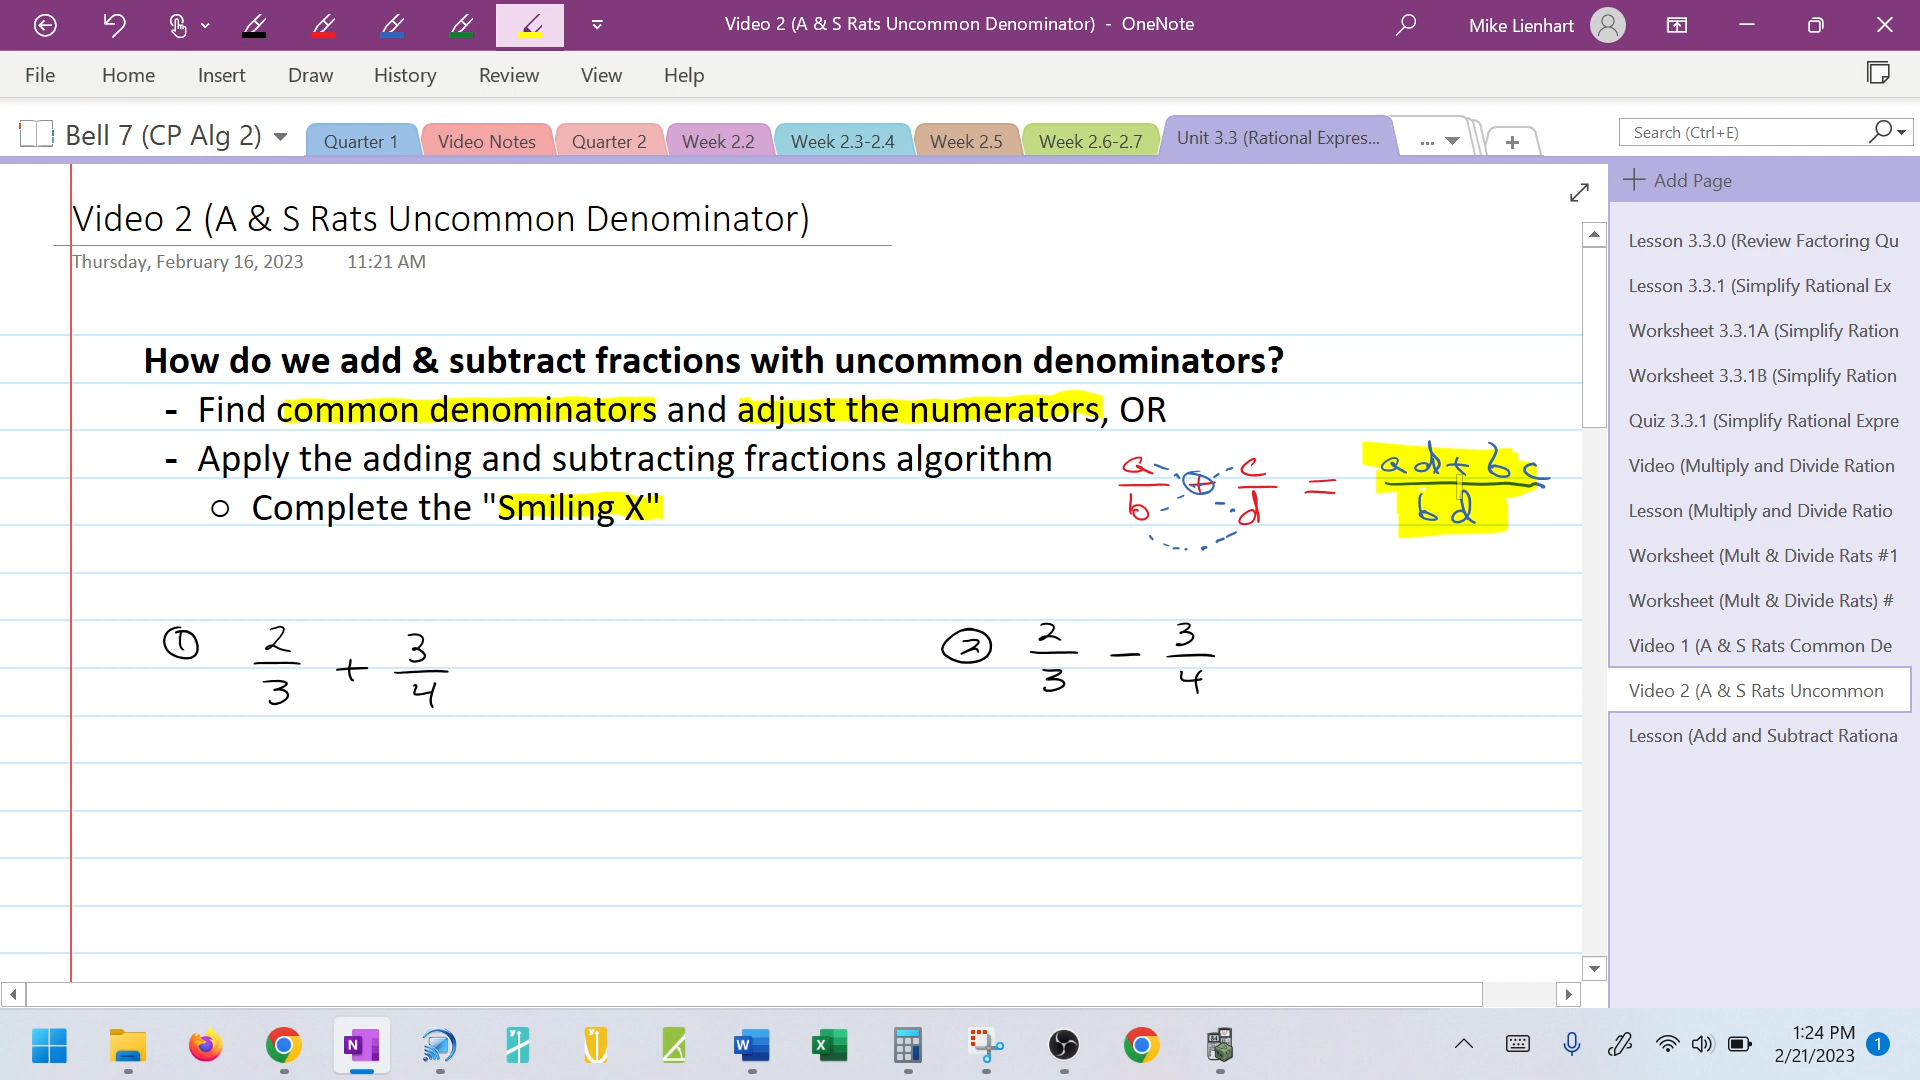 Video 2 (A & S Rats Uncommon Denominator) - OneNote
Mike Lienhart
File Home Insert Draw History Review View Help
Bell 7 (CP Alg 2)
Quarter 1 Video Notes Quarter 2 Week 2.2 Week 2.3-2.4 Week 2.5 Week 2.6-2.7 Unit 3.3 (Rational Expres... ... +
Search (Ctrl+E)
Video 2 (A & S Rats Uncommon Denominator)
Thursday, February 16, 2023 11:21 AM
How do we add & subtract fractions with uncommon denominators?
- Find common denominators and adjust the numerators, OR
- Apply the adding and subtracting fractions algorithm
○ Complete the "Smiling X"
a/b + c/d = ad + bc / bd
① 2/3 + 3/4
② 2/3 − 3/4
Add Page
Lesson 3.3.0 (Review Factoring Qu
Lesson 3.3.1 (Simplify Rational Ex
Worksheet 3.3.1A (Simplify Ration
Worksheet 3.3.1B (Simplify Ration
Quiz 3.3.1 (Simplify Rational Expre
Video (Multiply and Divide Ration
Lesson (Multiply and Divide Ratio
Worksheet (Mult & Divide Rats #1
Worksheet (Mult & Divide Rats) #
Video 1 (A & S Rats Common De
Video 2 (A & S Rats Uncommon
Lesson (Add and Subtract Rationa
1:24 PM
2/21/2023
1